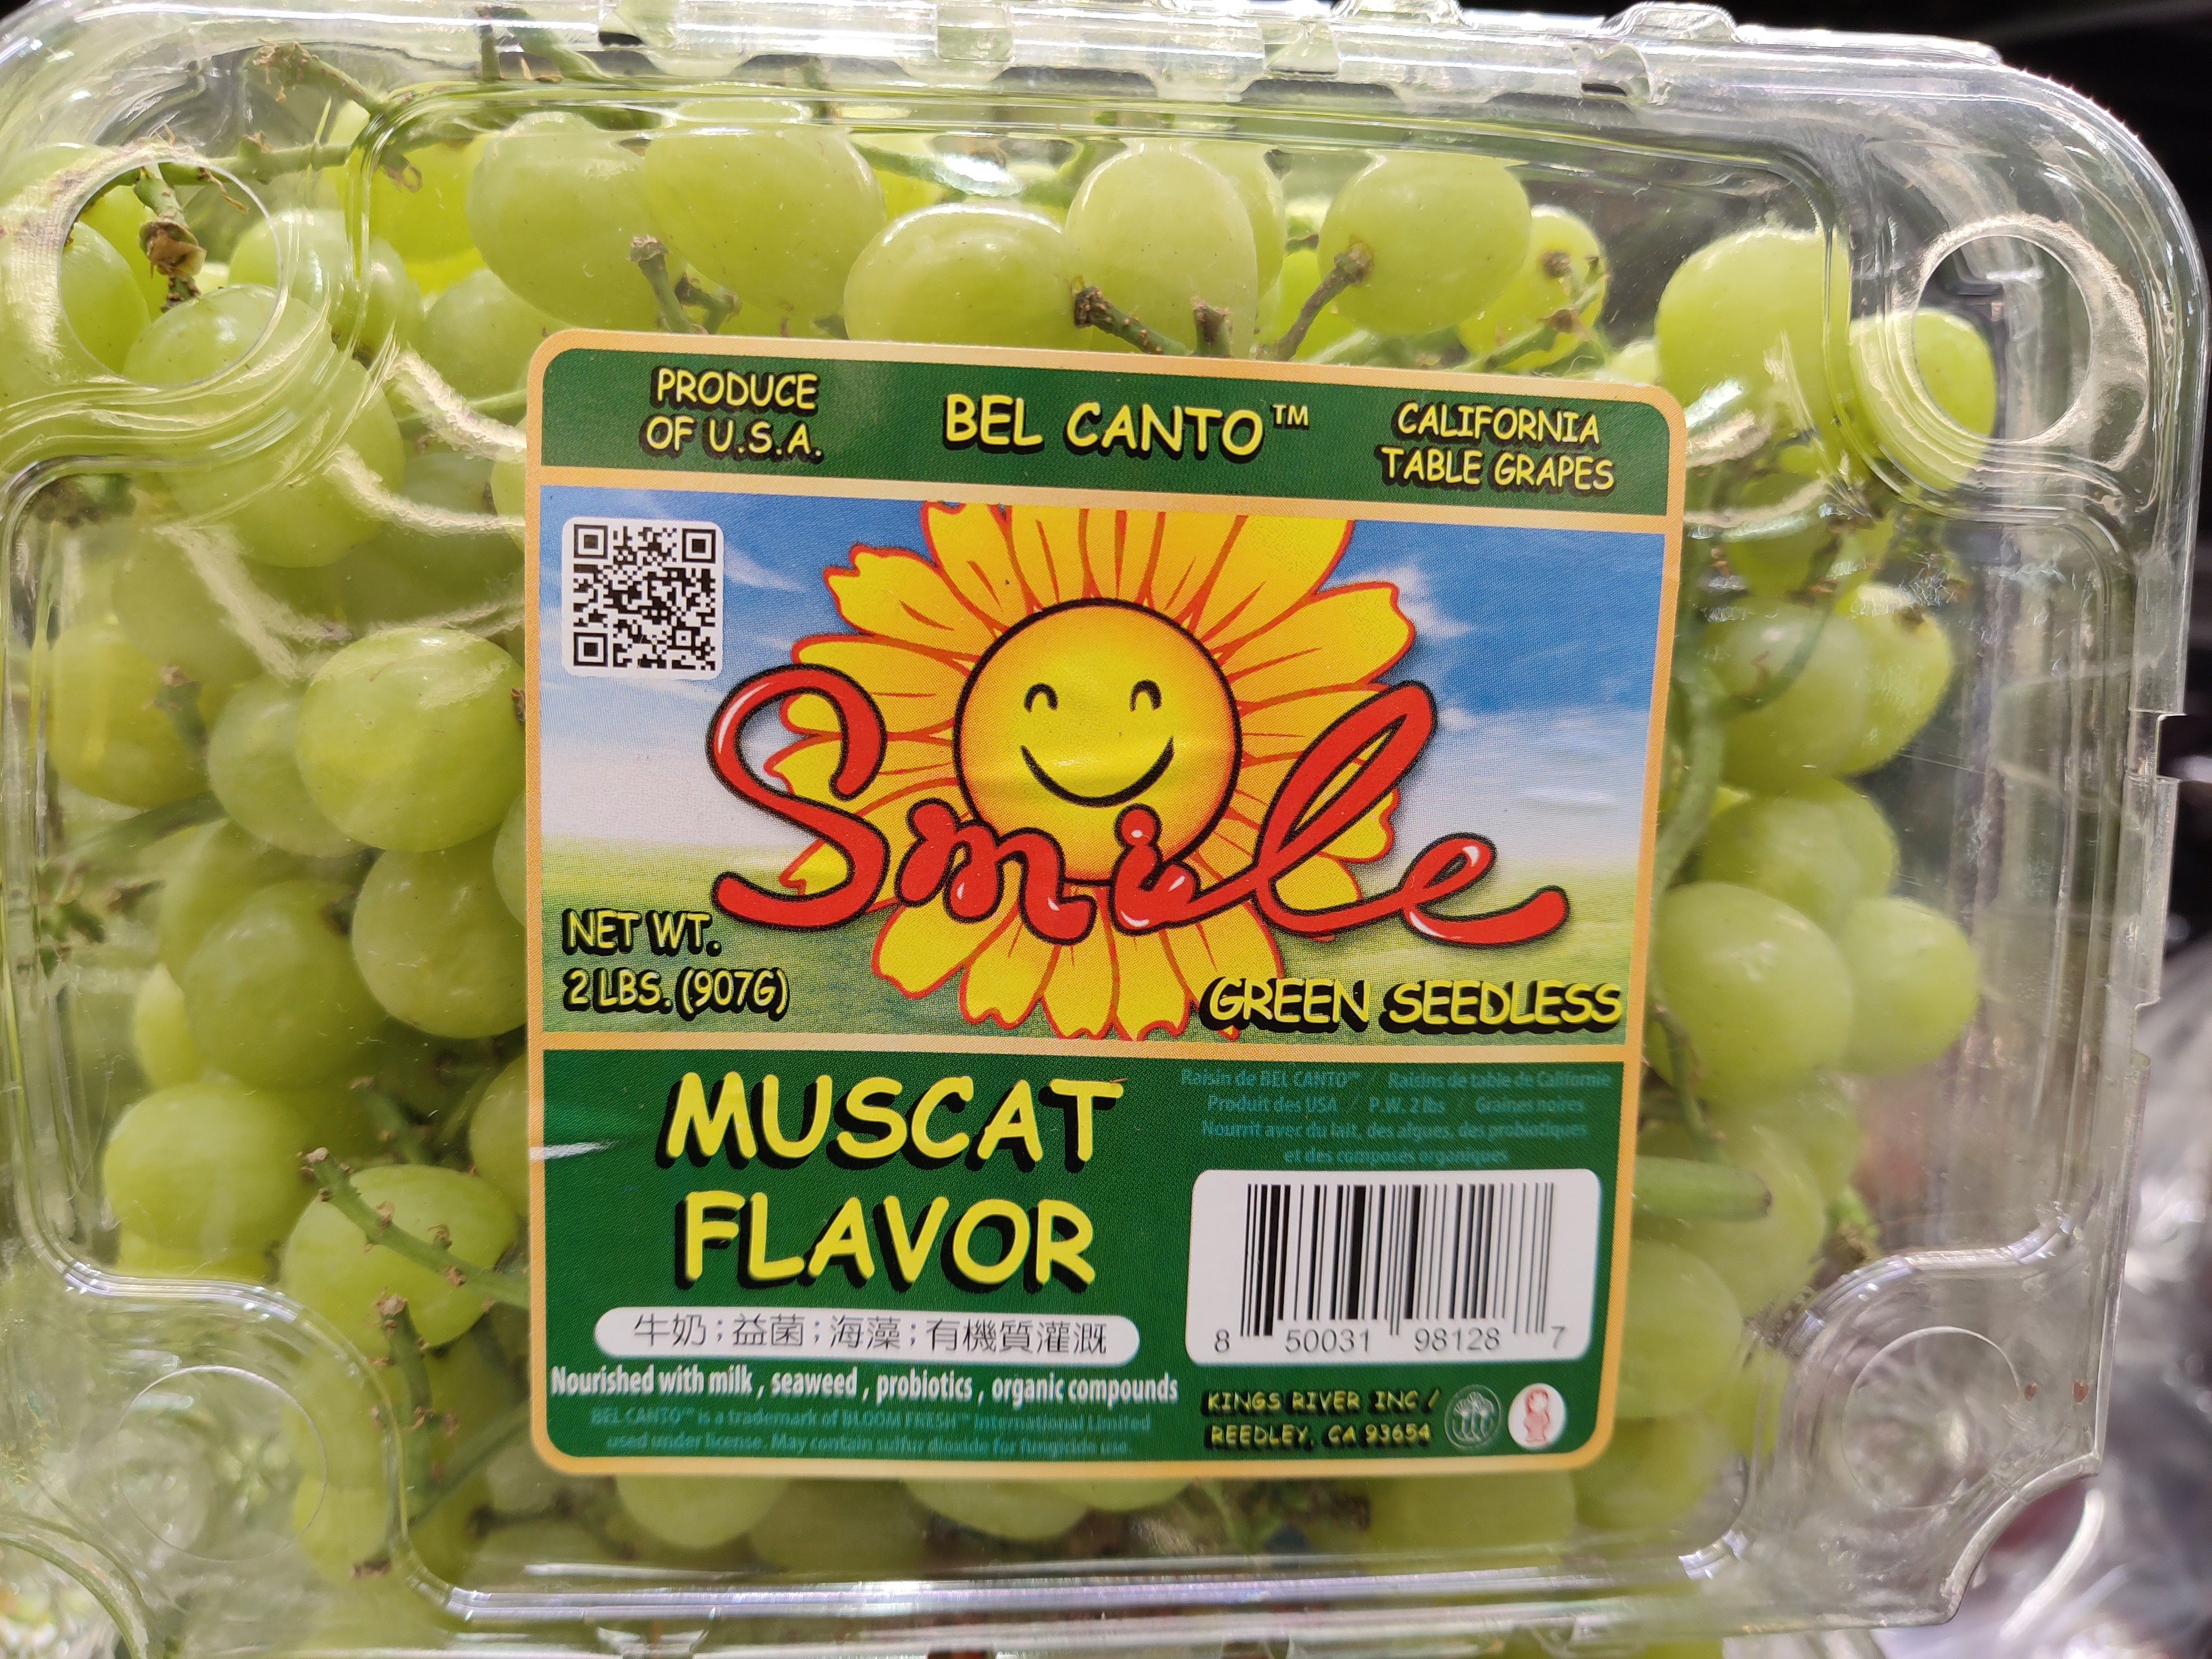 PRODUCE
OF U.S.A.
BEL CANTO™
CALIFORNIA
TABLE GRAPES
Smile
NET WT.
2 LBS. (907G)
GREEN SEEDLESS
MUSCAT
FLAVOR
Raisin de BEL CANTO™ / Raisins de table de Californie
Produit des USA / P.W. 2 lbs / Graines noires
Nourrit avec du lait, des algues, des probiotiques
et des composés organiques
牛奶；益菌；海藻；有機質灌溉
Nourished with milk , seaweed , probiotics , organic compounds
BEL CANTO™ is a trademark of BLOOM FRESH™ International Limited
used under license. May contain sulfur dioxide for fungicide use.
8 50031 98128 7
KINGS RIVER INC /
REEDLEY, CA 93654